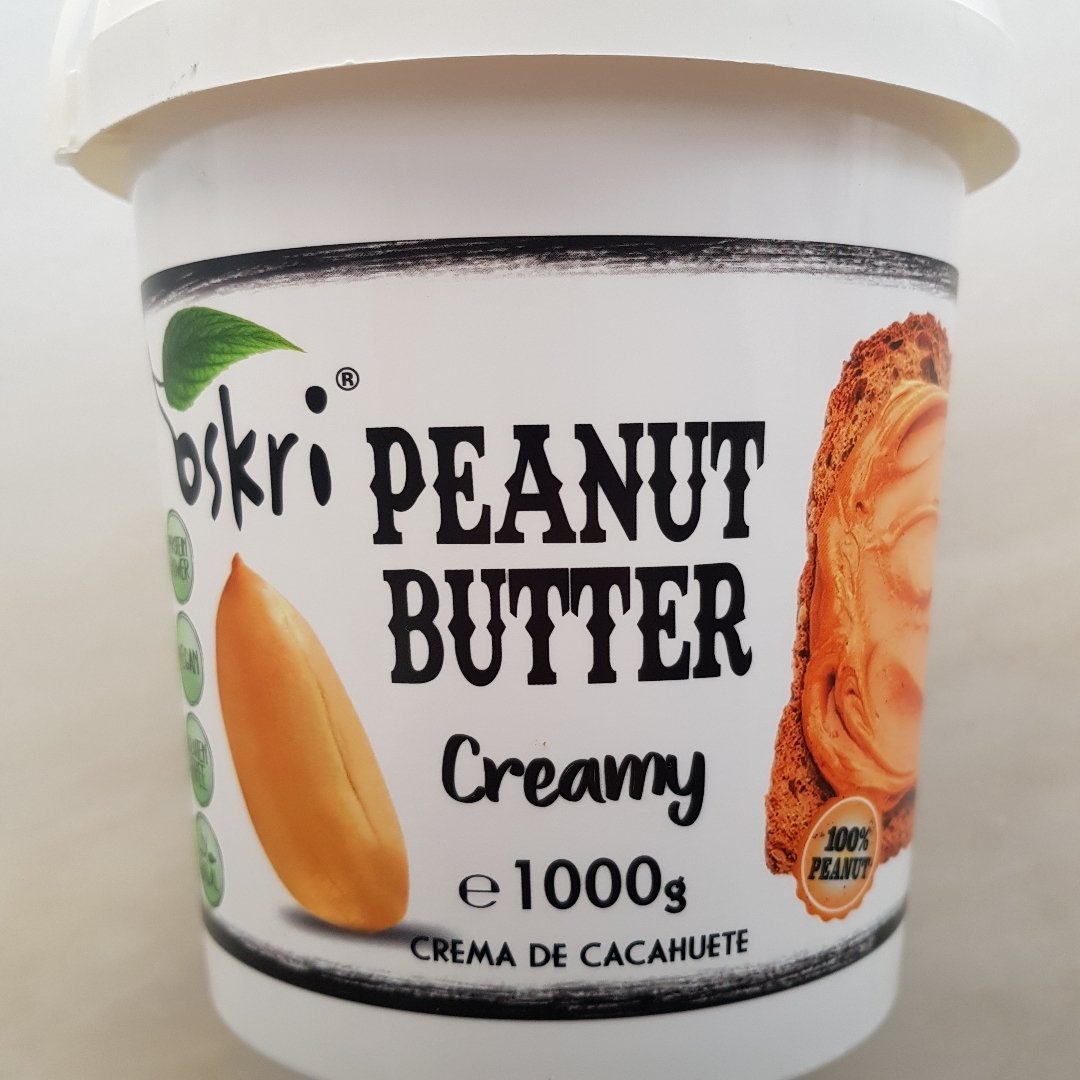 oskri®
PEANUT
BUTTER
Creamy
℮ 1000g
CREMA DE CACAHUETE
100%
PEANUT